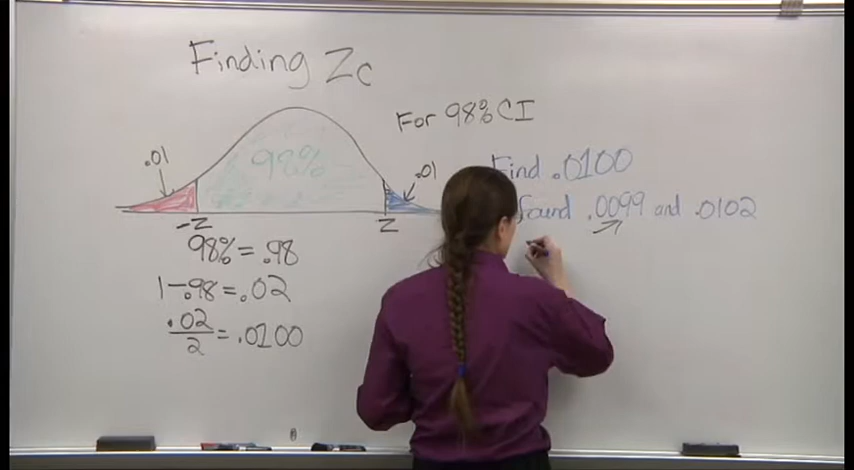 Finding Zc
For 98% CI
.01
98%
.01
Find .0100
found .0099 and .0102
-Z
Z
98% = .98
1-.98 = .02
.02/2 = .0100